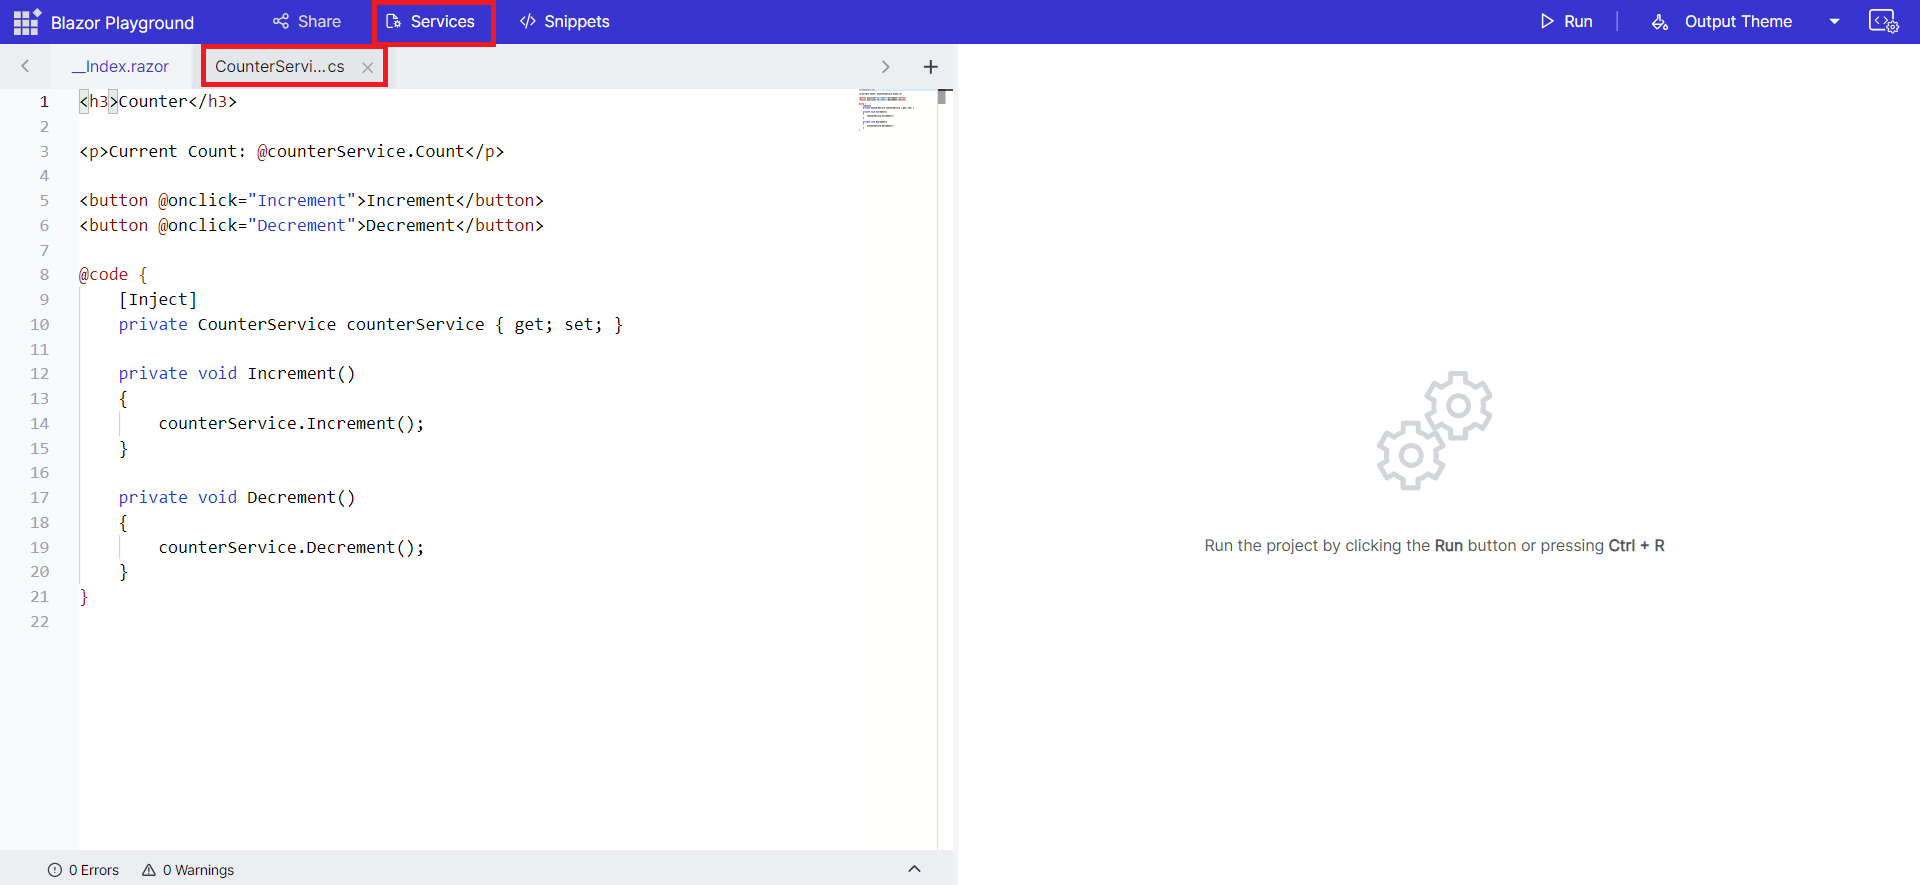 Blazor Playground
Share
Services
Snippets
Run
Output Theme
__Index.razor
CounterServi...cs
1 <h3>Counter</h3>
2
3 <p>Current Count: @counterService.Count</p>
4
5 <button @onclick="Increment">Increment</button>
6 <button @onclick="Decrement">Decrement</button>
7
8 @code {
9     [Inject]
10     private CounterService counterService { get; set; }
11
12     private void Increment()
13     {
14         counterService.Increment();
15     }
16
17     private void Decrement()
18     {
19         counterService.Decrement();
20     }
21 }
22
Run the project by clicking the Run button or pressing Ctrl + R
0 Errors
0 Warnings